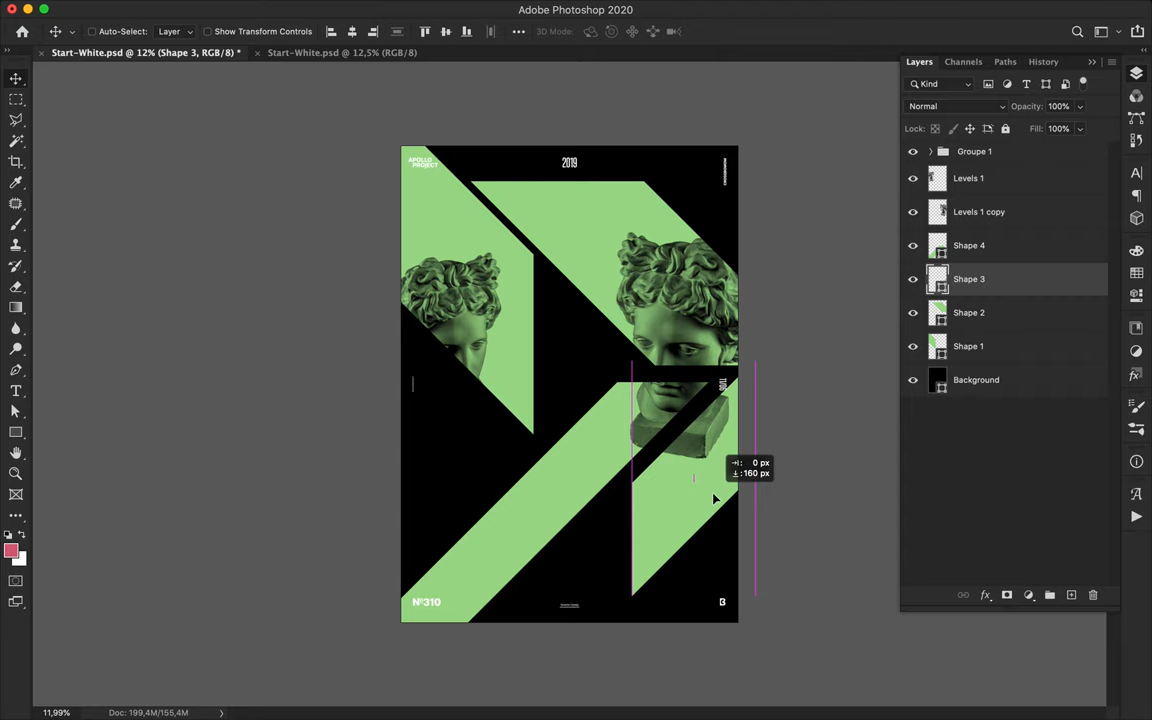 Adobe Photoshop 2020
Auto-Select: Layer Show Transform Controls 3D Mode:
Start-White.psd @ 12% (Shape 3, RGB/8) * Start-White.psd @ 12,5% (RGB/8)
Layers Channels Paths History
Kind
Normal Opacity: 100%
Lock: Fill: 100%
Groupe 1
Levels 1
Levels 1 copy
Shape 4
Shape 3
Shape 2
Shape 1
Background
APOLLO
PROJECT
2019
0 px
160 px
Nº310
11,99% Doc: 199,4M/155,4M